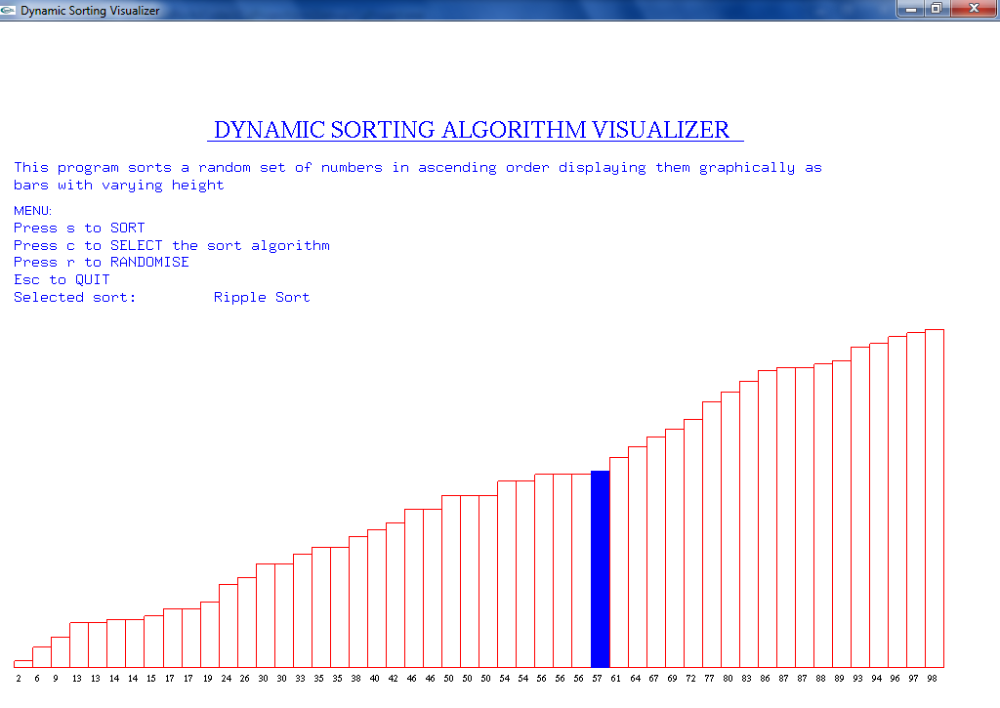 Dynamic Sorting Visualizer
DYNAMIC SORTING ALGORITHM VISUALIZER
This program sorts a random set of numbers in ascending order displaying them graphically as
bars with varying height
MENU:
Press s to SORT
Press c to SELECT the sort algorithm
Press r to RANDOMISE
Esc to QUIT
Selected sort: Ripple Sort
2 6 9 13 13 14 14 15 17 17 19 24 26 30 30 33 35 35 38 40 42 46 46 50 50 50 54 54 56 56 56 57 61 64 67 69 72 77 80 83 86 87 87 88 89 93 94 96 97 98